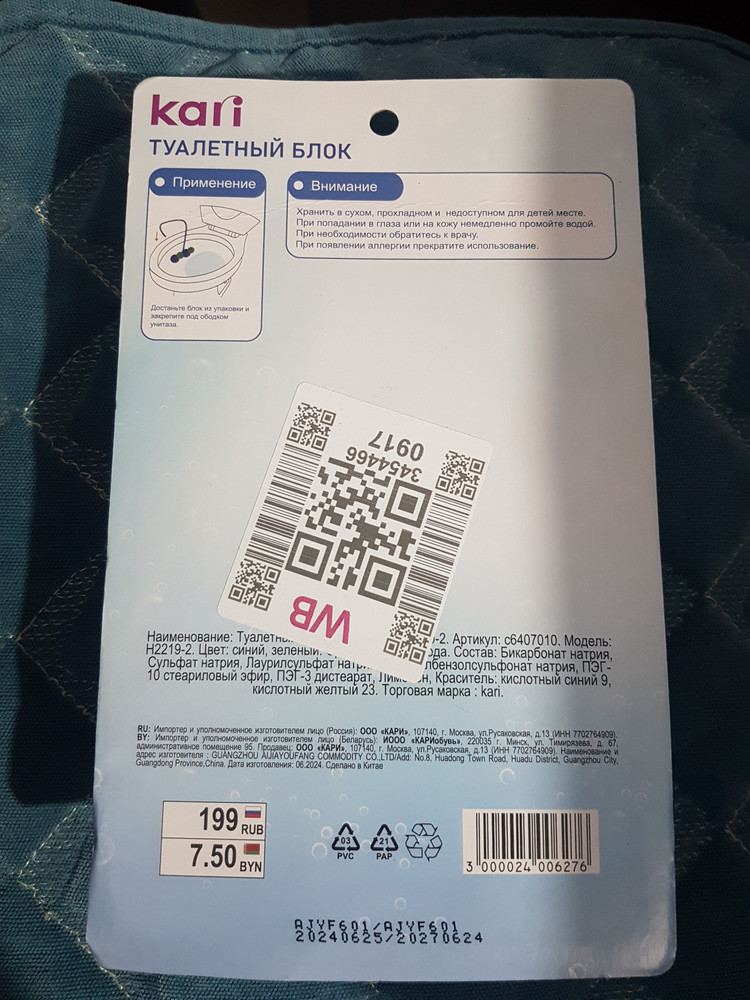 kari
ТУАЛЕТНЫЙ БЛОК
Применение
Достаньте блок из упаковки и
закрепите под ободком
унитаза.
Внимание
Хранить в сухом, прохладном и недоступном для детей месте.
При попадании в глаза или на кожу немедленно промойте водой.
При необходимости обратитесь к врачу.
При появлении аллергии прекратите использование.
0917
3454466
WB
Наименование: Туалетн -2. Артикул: с6407010. Модель:
H2219-2. Цвет: синий, зеленый. ода. Состав: Бикарбонат натрия,
Сульфат натрия, Лаурилсульфат натри лбензолсульфонат натрия, ПЭГ-
10 стеариловый эфир, ПЭТ-3 дистеарат, Лимо н, Краситель: кислотный синий 9,
кислотный желтый 23. Торговая марка : kari.
RU: Импортер и уполномоченное изготовителем лицо (Россия): ООО «КАРИ», 107140, г. Москва, ул.Русаковская, д.13 (ИНН 7702764909).
BY: Импортер и уполномоченное изготовителем лицо (Беларусь): ИООО «КАРИобувь», 220035 г. Минск, ул. Тимирязева, д. 67,
административное помещение 95. Продавец: ООО «КАРИ», 107140, г. Москва, ул.Русаковская, д.13 (ИНН 7702764909). Наименование и
адрес изготовителя : GUANGZHOU AIJIAYOUFANG COMMODITY CO.,LTD/Add: No.8, Huadong Town Road, Huadu District, Guangzhou City,
Guangdong Province,China. Дата изготовления: 06.2024. Сделано в Китае
199 RUB
7.50 BYN
03
PVC
21
PAP
3 000024 006276
AJYF601/AJYF601
20240625/20270624